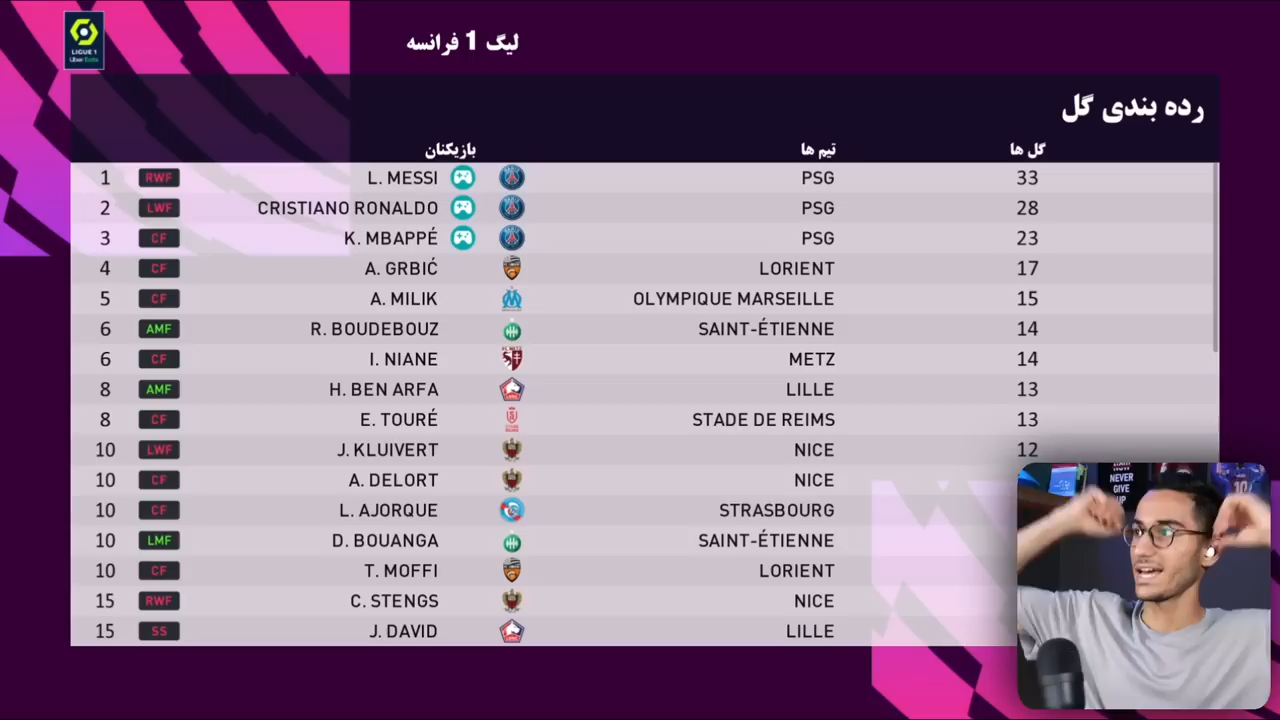 لیگ 1 فرانسه
LIGUE 1
Uber Eats
رده بندی گل
بازیکنان تیم ها گل ها
1 RWF L. MESSI PSG 33
2 LWF CRISTIANO RONALDO PSG 28
3 CF K. MBAPPÉ PSG 23
4 CF A. GRBIĆ LORIENT 17
5 CF A. MILIK OLYMPIQUE MARSEILLE 15
6 AMF R. BOUDEBOUZ SAINT-ÉTIENNE 14
6 CF I. NIANE METZ 14
8 AMF H. BEN ARFA LILLE 13
8 CF E. TOURÉ STADE DE REIMS 13
10 LWF J. KLUIVERT NICE 12
10 CF A. DELORT NICE
10 CF L. AJORQUE STRASBOURG
10 LMF D. BOUANGA SAINT-ÉTIENNE
10 CF T. MOFFI LORIENT
15 RWF C. STENGS NICE
15 SS J. DAVID LILLE
NEVER
GIVE
UP
10